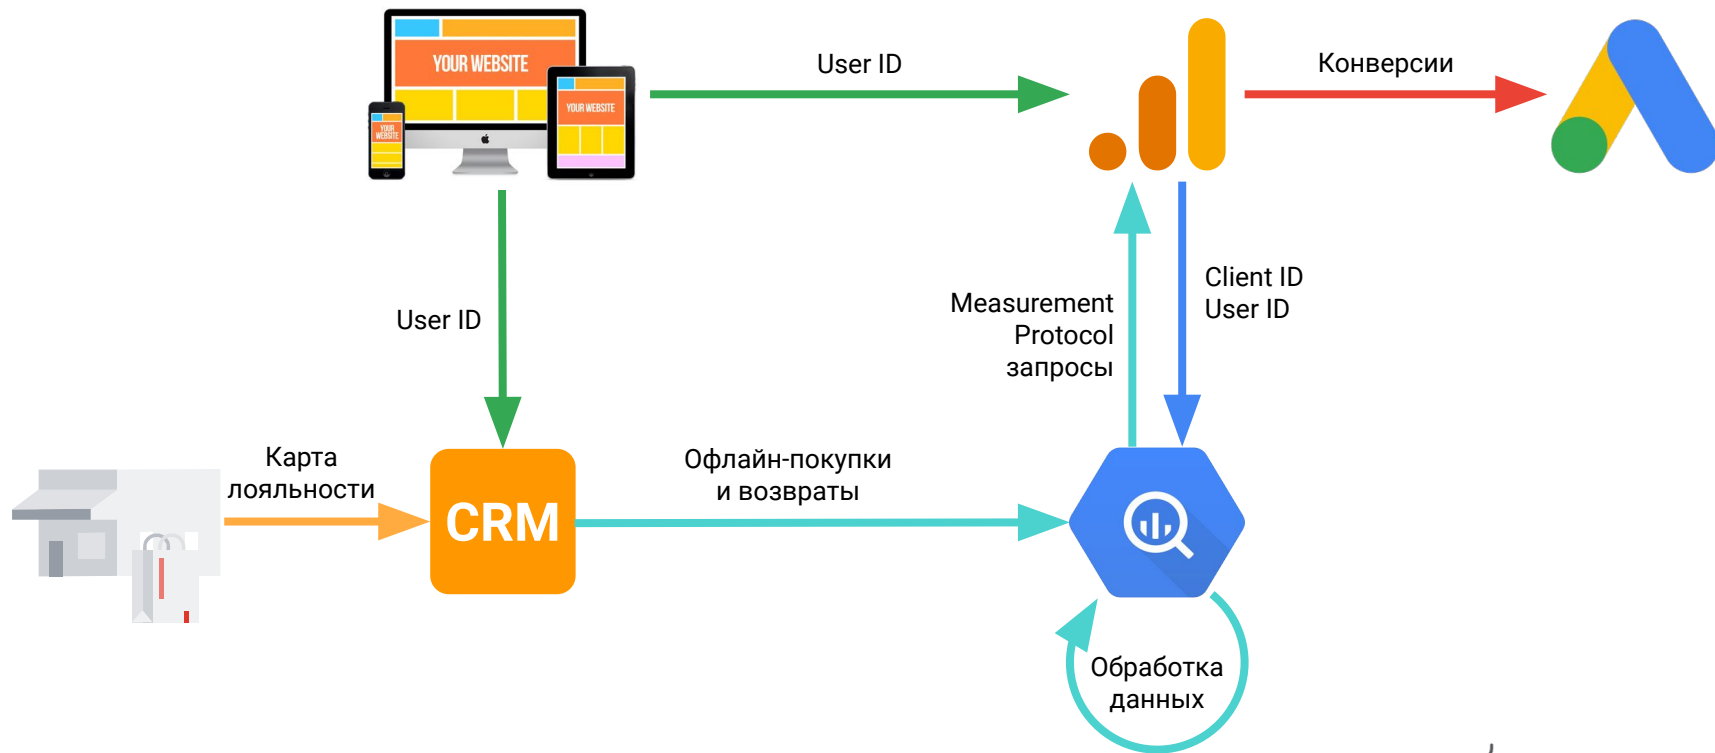 YOUR WEBSITE
YOUR
WEBSITE
YOUR WEBSITE
User ID
Конверсии
User ID
Measurement
Protocol
запросы
Client ID
User ID
Карта
лояльности
CRM
Офлайн-покупки
и возвраты
Обработка
данных